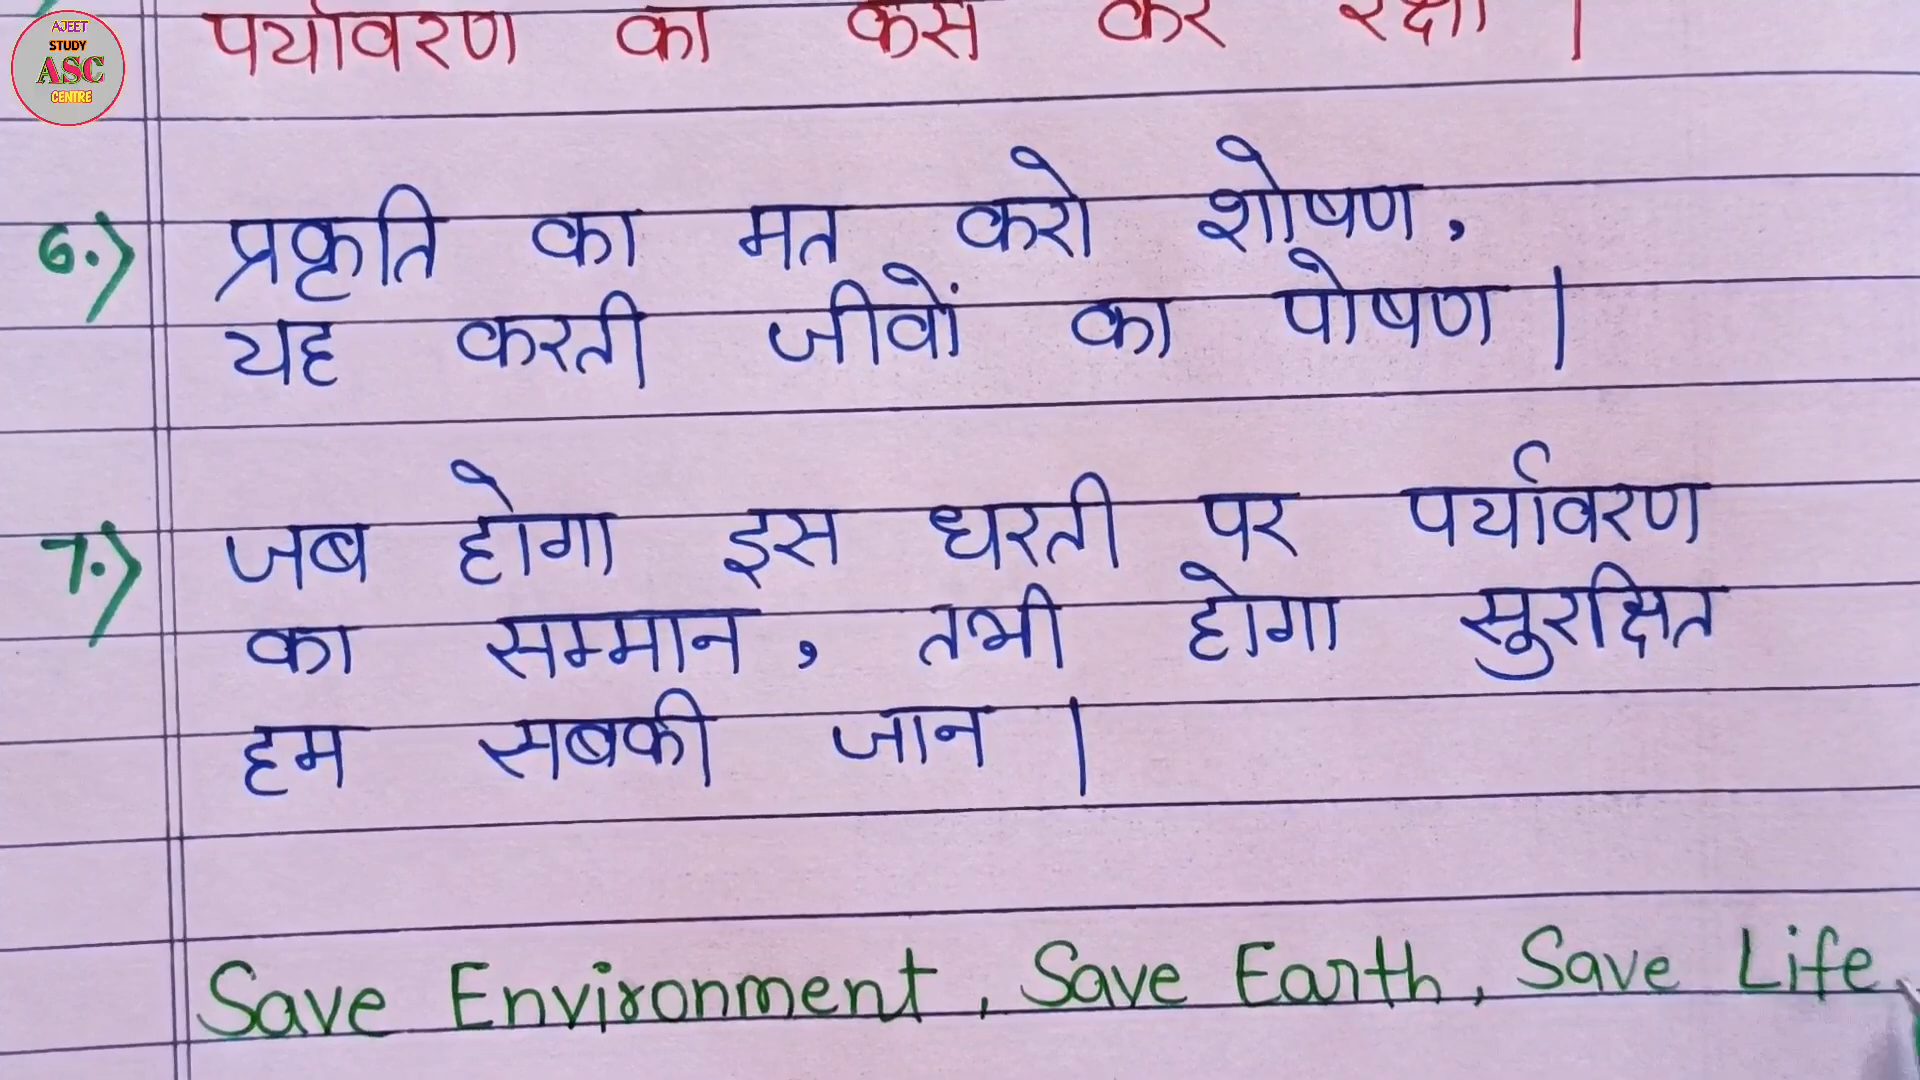 AJEET
STUDY
ASC
CENTRE
पर्यावरण का कस कर रक्षा |
6.) प्रकृति का मत करो शोषण,
यह करती जीवों का पोषण |
7.) जब होगा इस धरती पर पर्यावरण
का सम्मान, तभी होगा सुरक्षित
हम सबकी जान |
Save Environment, Save Earth, Save Life